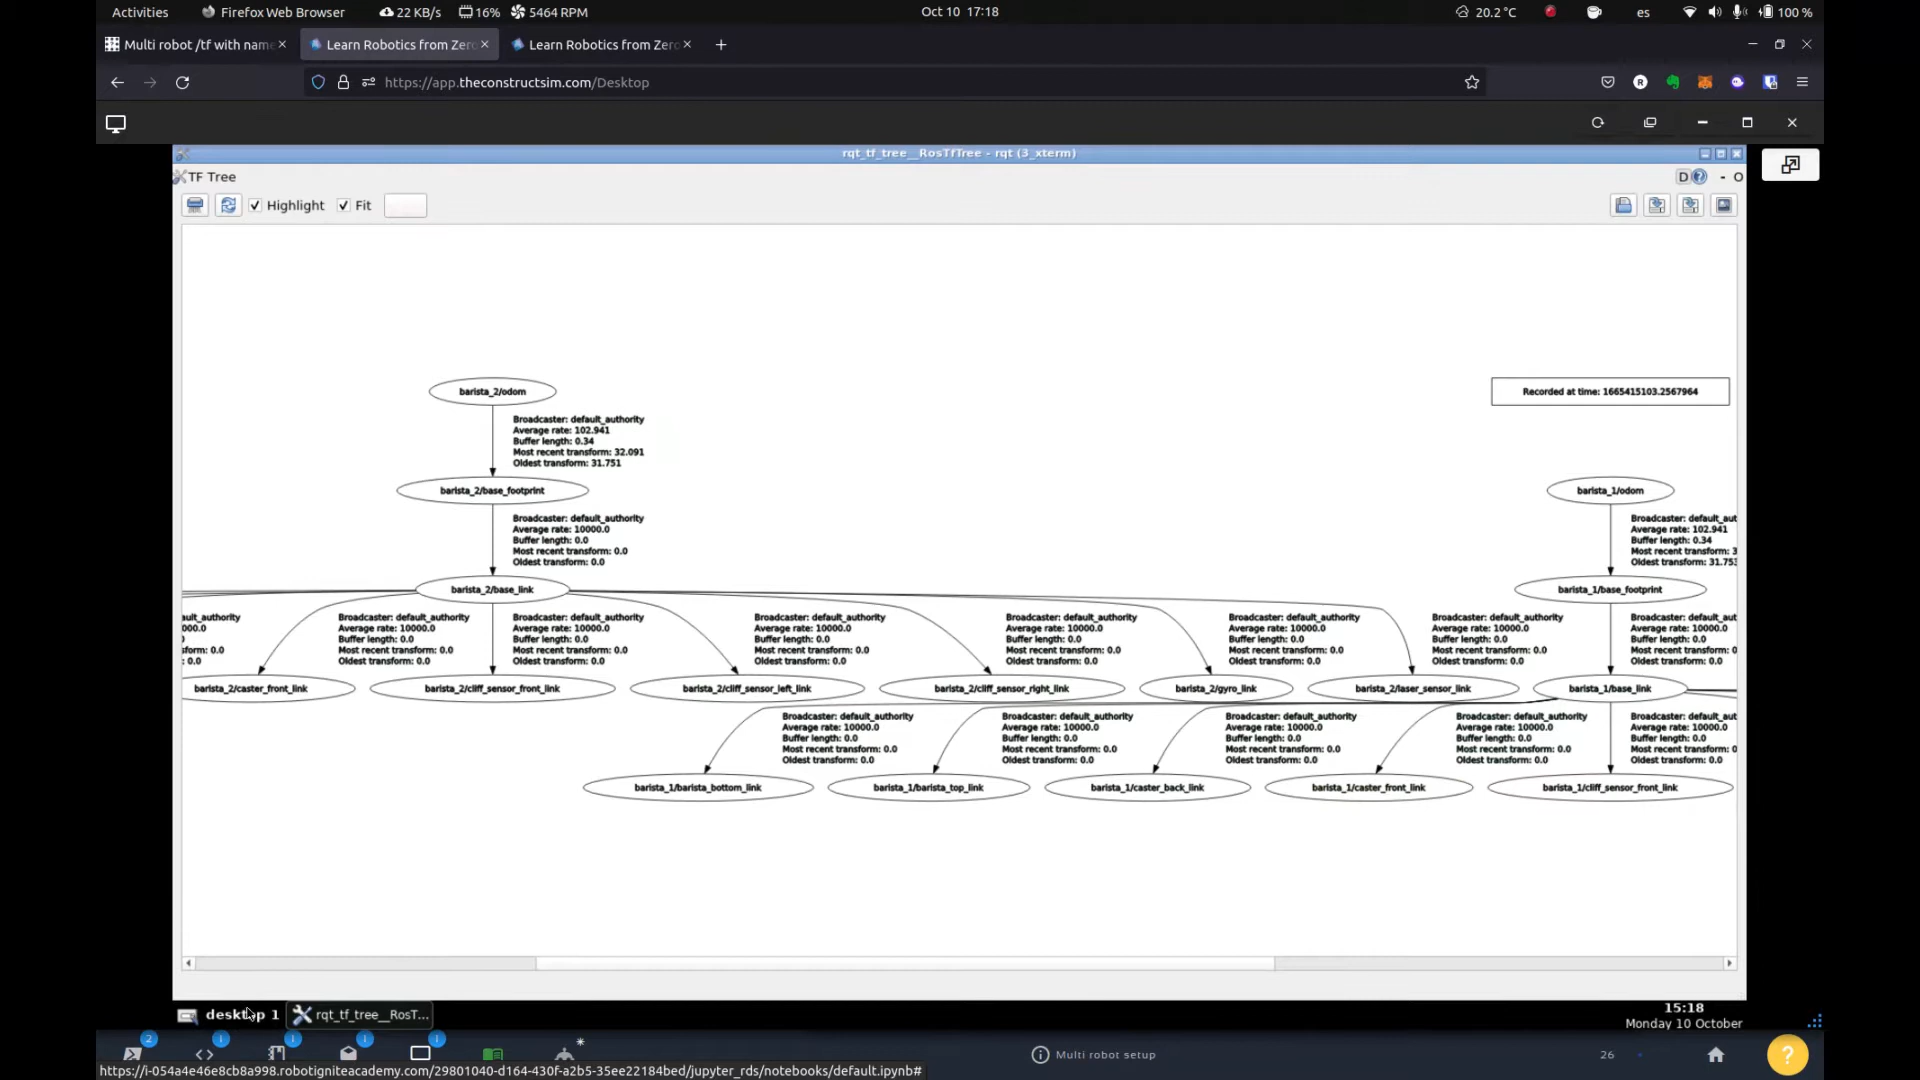 Activities
Firefox Web Browser
22 KB/s
16%
5464 RPM
Oct 10 17:18
20.2 °C
es
100 %
Multi robot /tf with name
Learn Robotics from Zero
Learn Robotics from Zero
https://app.theconstructsim.com/Desktop
rqt_tf_tree__RosTfTree - rqt (3_xterm)
TF Tree
D
- O
Highlight
Fit
barista_2/odom
Recorded at time: 1665415103.2567964
Broadcaster: default_authority
Average rate: 102.941
Buffer length: 0.34
Most recent transform: 32.091
Oldest transform: 31.751
barista_2/base_footprint
barista_1/odom
Broadcaster: default_authority
Average rate: 10000.0
Buffer length: 0.0
Most recent transform: 0.0
Oldest transform: 0.0
Broadcaster: default_aut
Average rate: 102.941
Buffer length: 0.34
Most recent transform: 3
Oldest transform: 31.753
barista_2/base_link
barista_1/base_footprint
ult_authority
00.0
0
rm: 0.0
: 0.0
Broadcaster: default_authority
Average rate: 10000.0
Buffer length: 0.0
Most recent transform: 0.0
Oldest transform: 0.0
Broadcaster: default_authority
Average rate: 10000.0
Buffer length: 0.0
Most recent transform: 0.0
Oldest transform: 0.0
Broadcaster: default_authority
Average rate: 10000.0
Buffer length: 0.0
Most recent transform: 0.0
Oldest transform: 0.0
Broadcaster: default_authority
Average rate: 10000.0
Buffer length: 0.0
Most recent transform: 0.0
Oldest transform: 0.0
Broadcaster: default_authority
Average rate: 10000.0
Buffer length: 0.0
Most recent transform: 0.0
Oldest transform: 0.0
Broadcaster: default_authority
Average rate: 10000.0
Buffer length: 0.0
Most recent transform: 0.0
Oldest transform: 0.0
Broadcaster: default_aut
Average rate: 10000.0
Buffer length: 0.0
Most recent transform: 0
Oldest transform: 0.0
barista_2/caster_front_link
barista_2/cliff_sensor_front_link
barista_2/cliff_sensor_left_link
barista_2/cliff_sensor_right_link
barista_2/gyro_link
barista_2/laser_sensor_link
barista_1/base_link
Broadcaster: default_authority
Average rate: 10000.0
Buffer length: 0.0
Most recent transform: 0.0
Oldest transform: 0.0
Broadcaster: default_authority
Average rate: 10000.0
Buffer length: 0.0
Most recent transform: 0.0
Oldest transform: 0.0
Broadcaster: default_authority
Average rate: 10000.0
Buffer length: 0.0
Most recent transform: 0.0
Oldest transform: 0.0
Broadcaster: default_authority
Average rate: 10000.0
Buffer length: 0.0
Most recent transform: 0.0
Oldest transform: 0.0
Broadcaster: default_aut
Average rate: 10000.0
Buffer length: 0.0
Most recent transform: 0
Oldest transform: 0.0
barista_1/barista_bottom_link
barista_1/barista_top_link
barista_1/caster_back_link
barista_1/caster_front_link
barista_1/cliff_sensor_front_link
desktop 1
rqt_tf_tree__RosT...
15:18
Monday 10 October
2
Multi robot setup
26
?
https://i-054a4e46e8cb8a998.robotigniteacademy.com/29801040-d164-430f-a2b5-35ee22184bed/jupyter_rds/notebooks/default.ipynb#